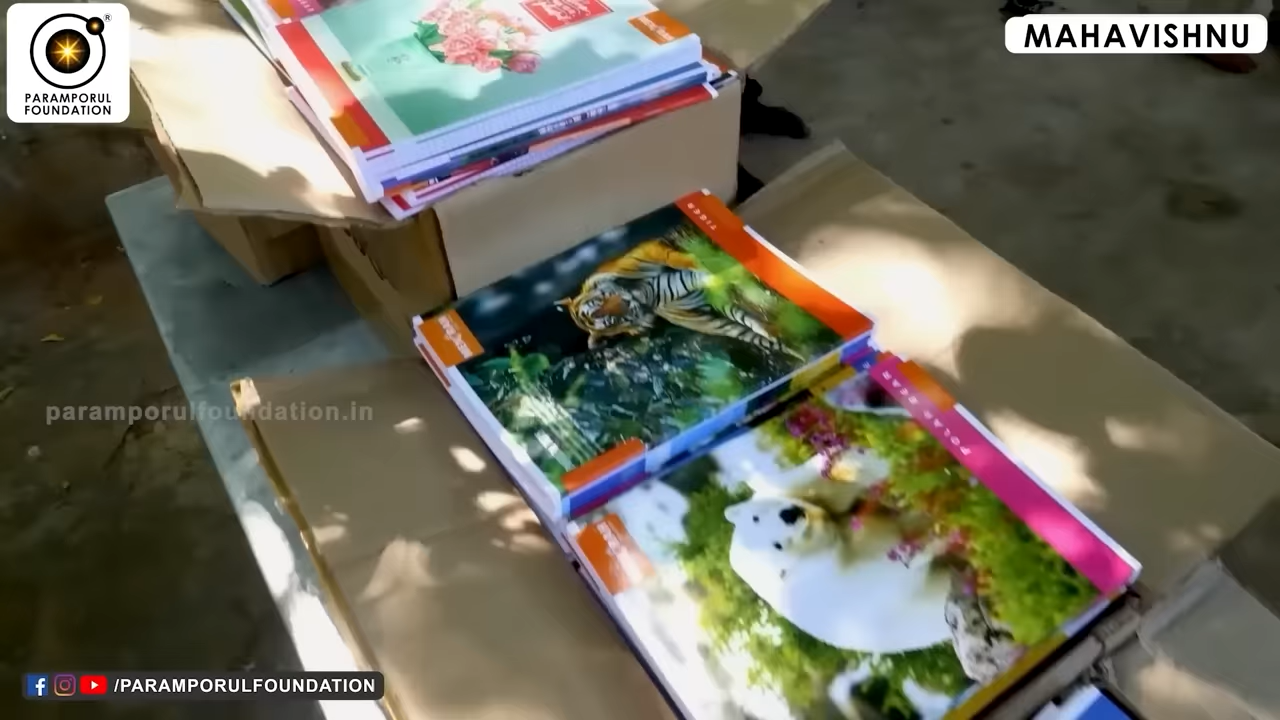 PARAMPORUL
FOUNDATION
MAHAVISHNU
TIGER
POLAR BEAR
paramporulfoundation.in
/PARAMPORULFOUNDATION